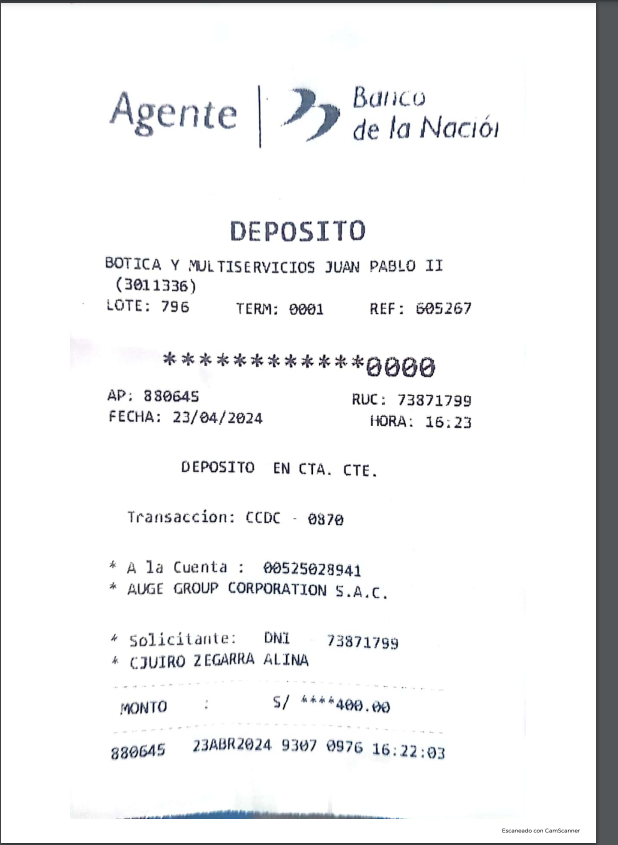 Agente
Banco
de la Nación
DEPOSITO
BOTICA Y MULTISERVICIOS JUAN PABLO II
(3011336)
LOTE: 796 TERM: 0001 REF: 605267
************0000
AP: 880645 RUC: 73871799
FECHA: 23/04/2024 HORA: 16:23
DEPOSITO EN CTA. CTE.
Transaccion: CCDC - 0870
* A la Cuenta : 00525028941
* AUGE GROUP CORPORATION S.A.C.
* Solicitante: DNI 73871799
* CJUIRO ZEGARRA ALINA
MONTO : S/ ****400.00
880645 23ABR2024 9307 0976 16:22:03
Escaneado con CamScanner